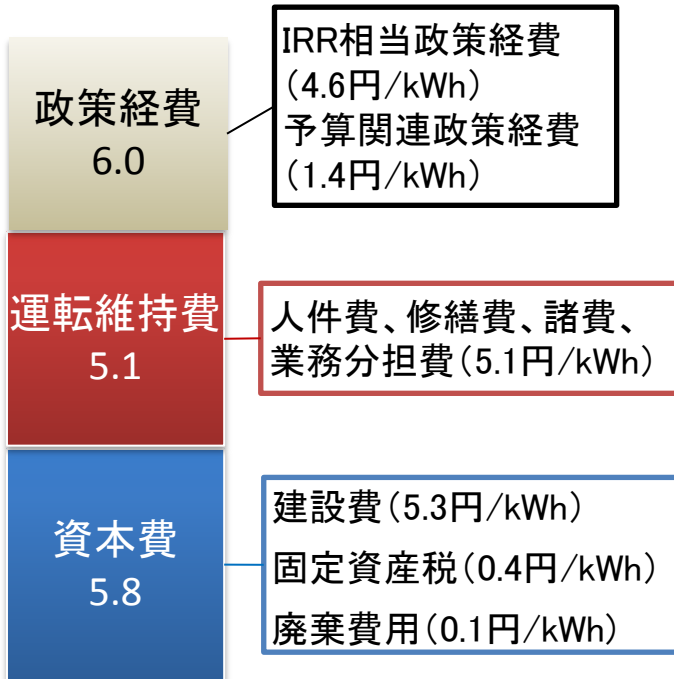 政策経費
6.0
IRR相当政策経費
(4.6円/kWh)
予算関連政策経費
(1.4円/kWh)
運転維持費
5.1
人件費、修繕費、諸費、
業務分担費(5.1円/kWh)
資本費
5.8
建設費(5.3円/kWh)
固定資産税(0.4円/kWh)
廃棄費用(0.1円/kWh)